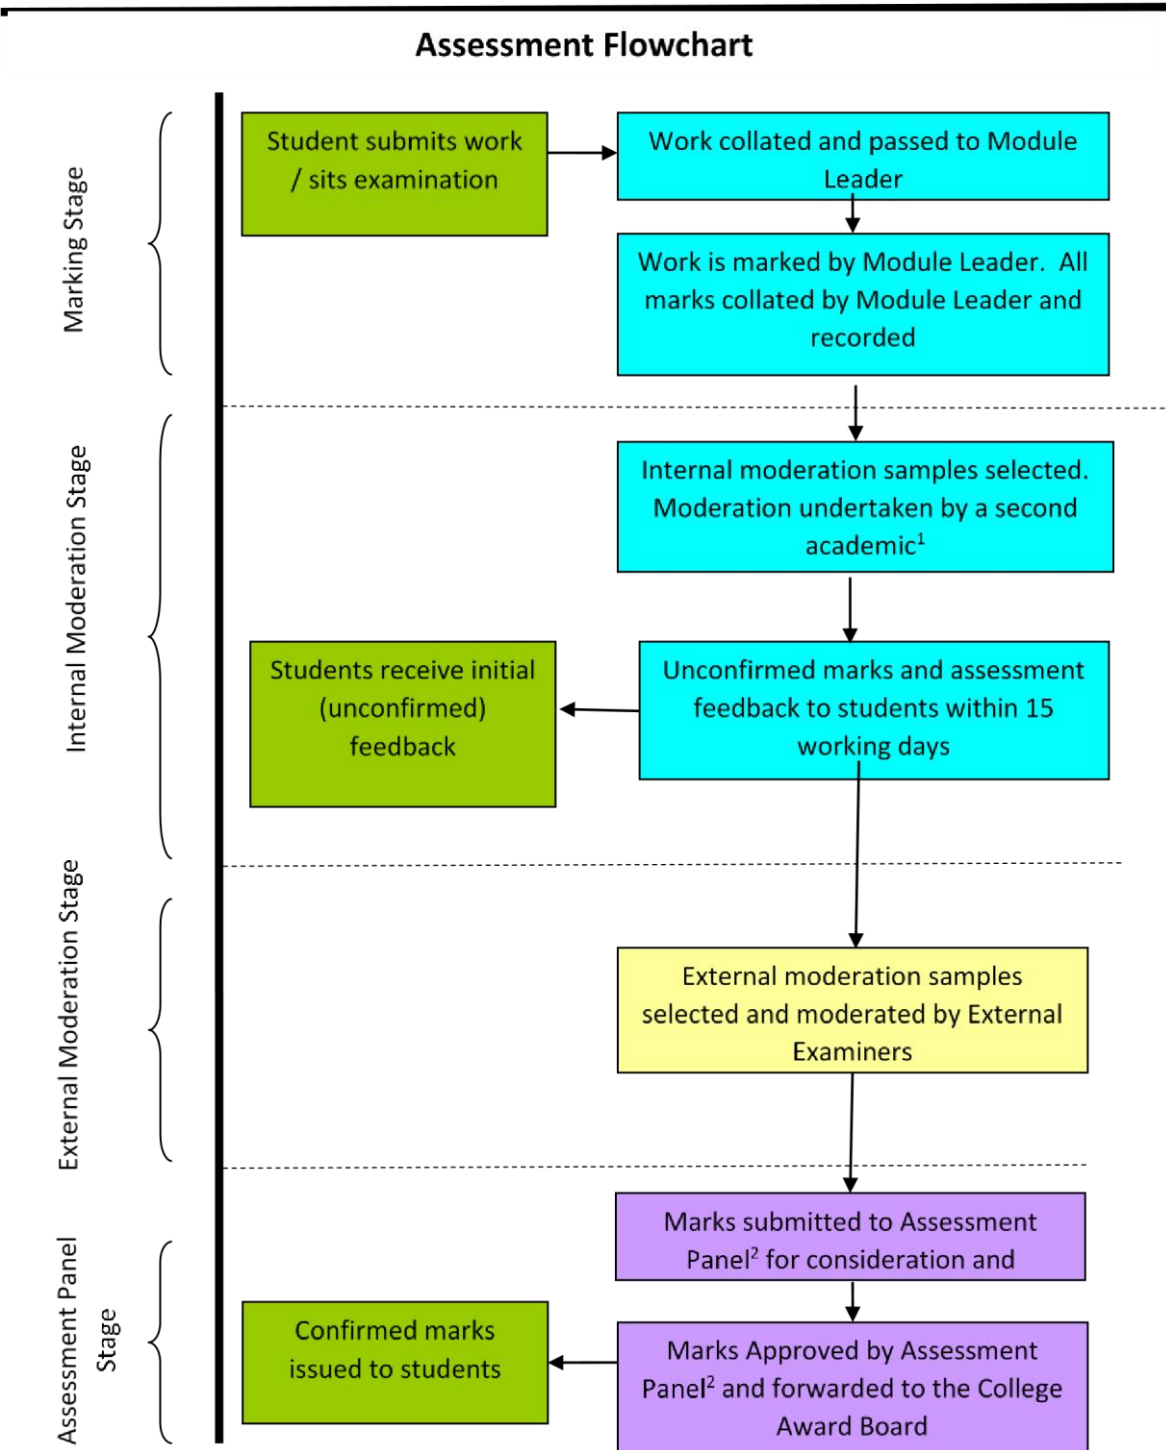 Assessment Flowchart
Marking Stage
Student submits work
/ sits examination
Work collated and passed to Module
Leader
Work is marked by Module Leader.  All
marks collated by Module Leader and
recorded
Internal Moderation Stage
Internal moderation samples selected.
Moderation undertaken by a second
academic¹
Unconfirmed marks and assessment
feedback to students within 15
working days
Students receive initial
(unconfirmed)
feedback
External Moderation Stage
External moderation samples
selected and moderated by External
Examiners
Assessment Panel
Stage
Marks submitted to Assessment
Panel² for consideration and
Marks Approved by Assessment
Panel² and forwarded to the College
Award Board
Confirmed marks
issued to students